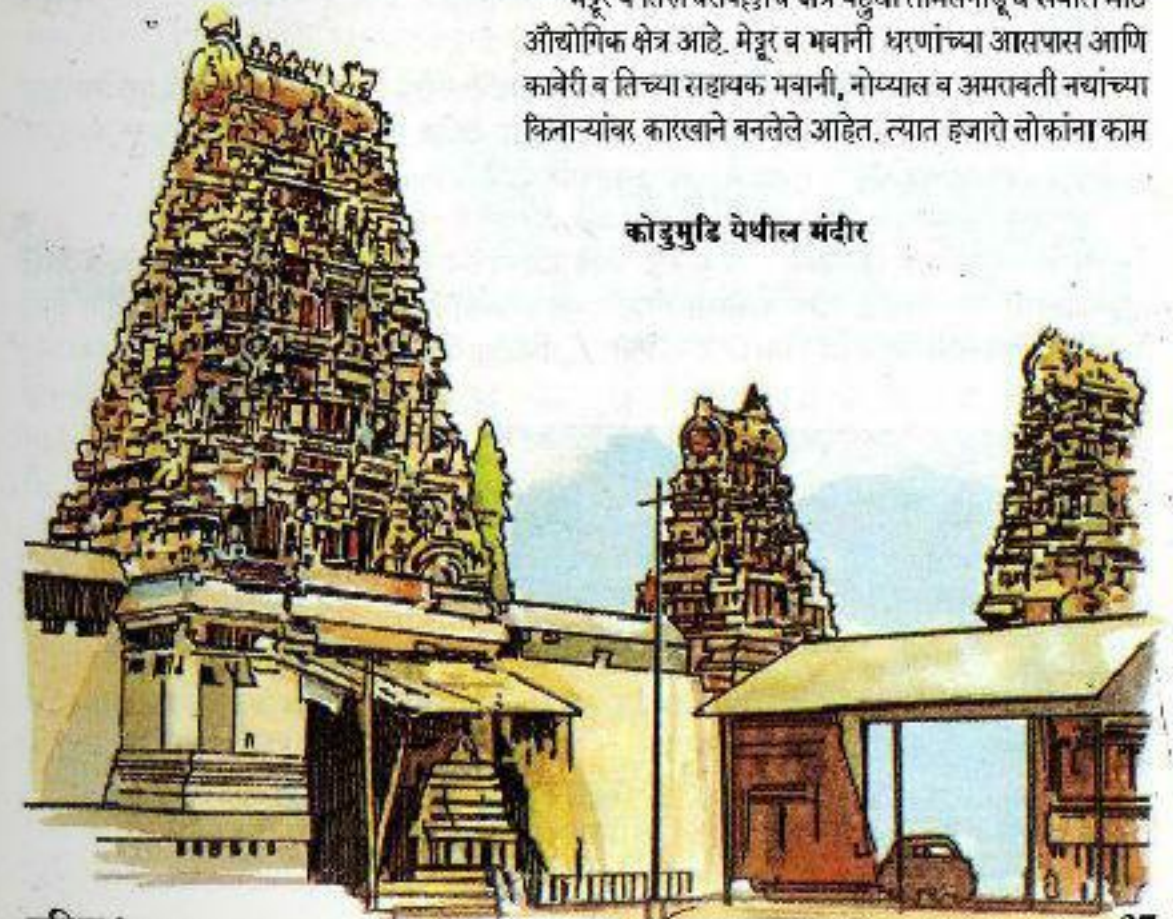 औद्योगिक क्षेत्र आहे. मेट्टूर व भवानी धरणांच्या आसपास आणि
कावेरी व तिच्या सहायक भवानी, नोय्याल व अमरावती नद्यांच्या
किनाऱ्यांवर कारखाने बनलेले आहेत. त्यात हजारो लोकांना काम
कोडुमुडि येथील मंदीर